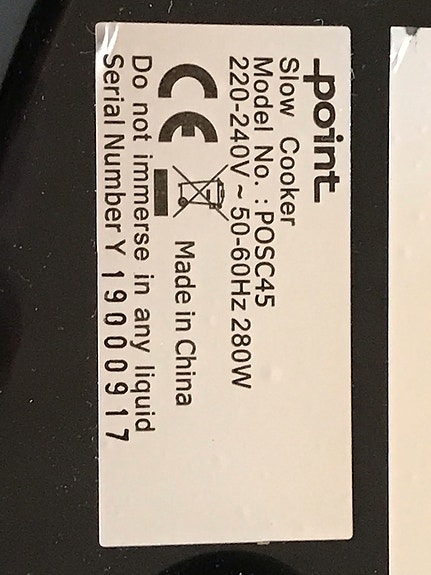 point
Slow Cooker
Model No. : POSC45
220-240V ~ 50-60Hz 280W
CE
Made in China
Do not immerse in any liquid
Serial Number Y 19000917